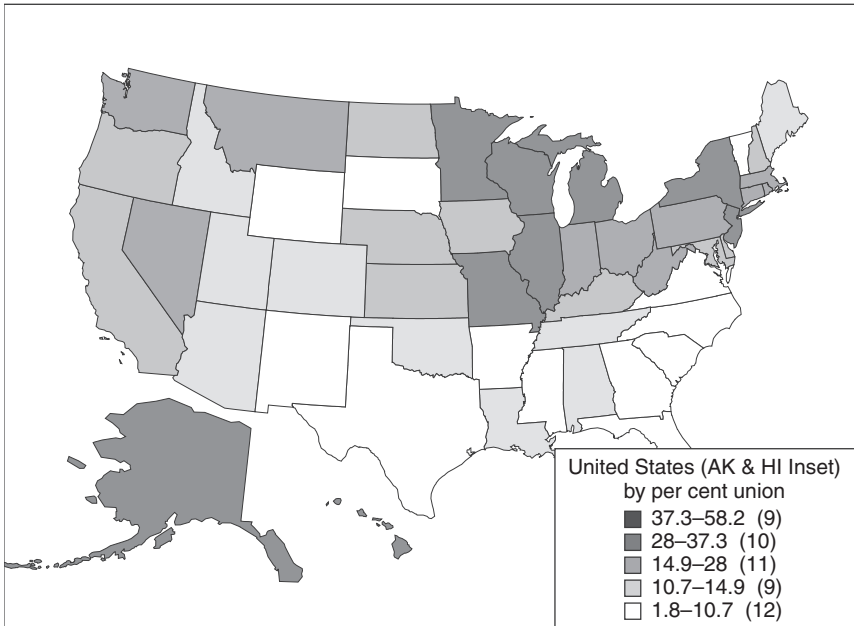 United States (AK & HI Inset)
by per cent union
37.3–58.2 (9)
28–37.3 (10)
14.9–28 (11)
10.7–14.9 (9)
1.8–10.7 (12)